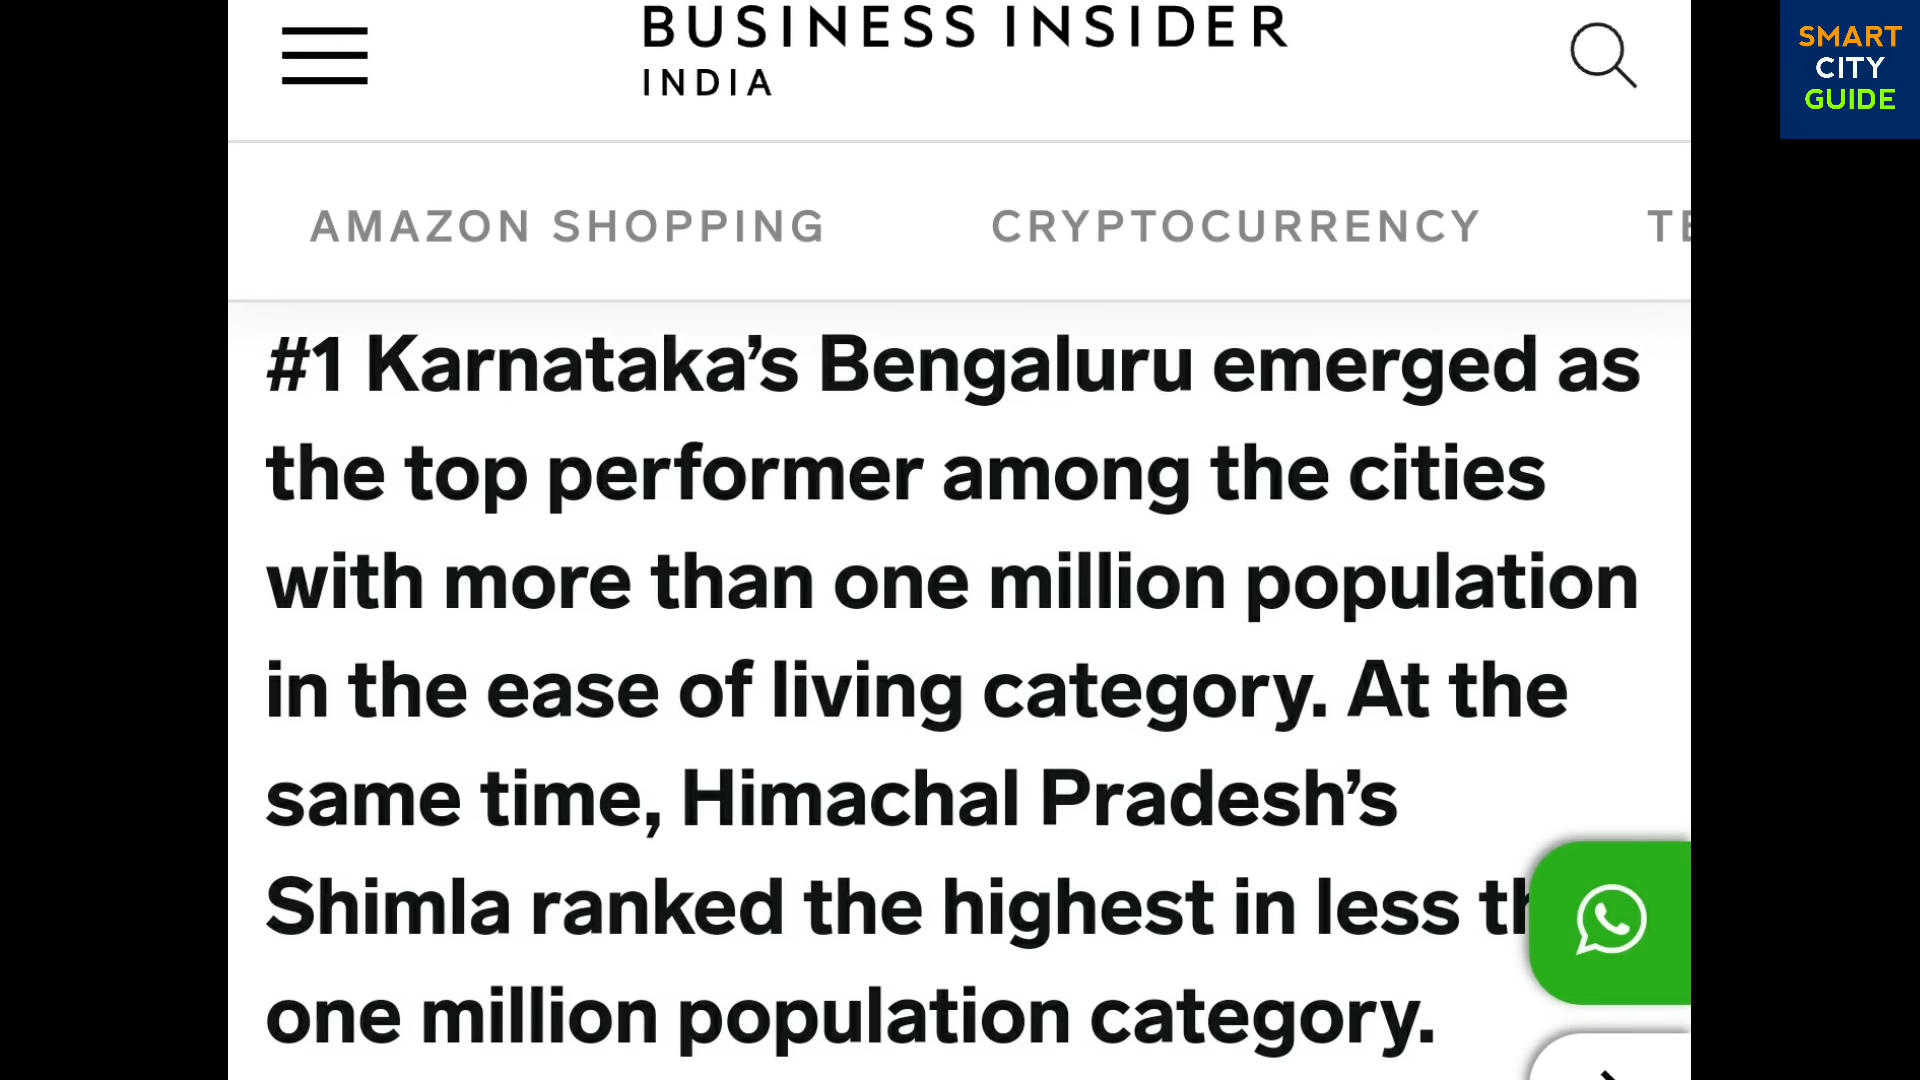 BUSINESS INSIDER
INDIA
SMART
CITY
GUIDE
AMAZON SHOPPING CRYPTOCURRENCY
#1 Karnataka’s Bengaluru emerged as
the top performer among the cities
with more than one million population
in the ease of living category. At the
same time, Himachal Pradesh’s
Shimla ranked the highest in less
one million population category.